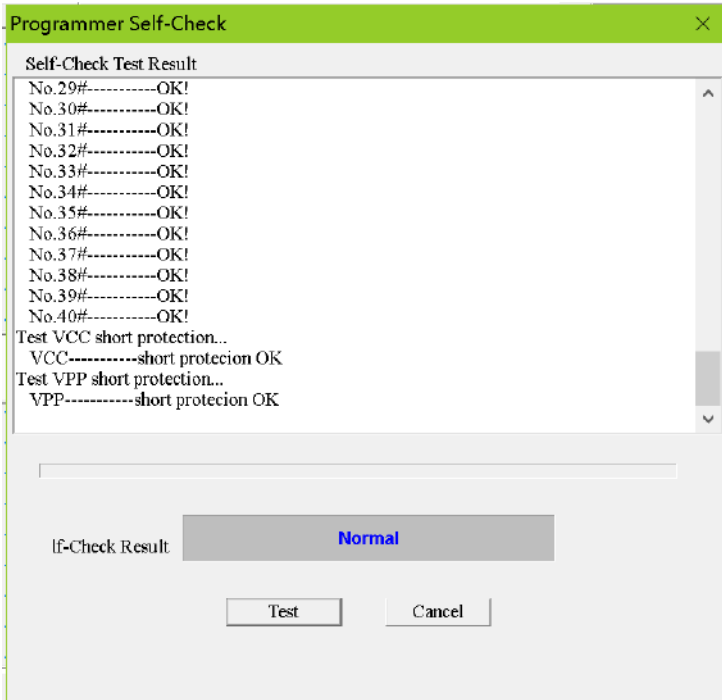 Programmer Self-Check
Self-Check Test Result
No.29#-----------OK!
No.30#-----------OK!
No.31#-----------OK!
No.32#-----------OK!
No.33#-----------OK!
No.34#-----------OK!
No.35#-----------OK!
No.36#-----------OK!
No.37#-----------OK!
No.38#-----------OK!
No.39#-----------OK!
No.40#-----------OK!
Test VCC short protection...
VCC-----------short protecion OK
Test VPP short protection...
VPP-----------short protecion OK
lf-Check Result
Normal
Test
Cancel